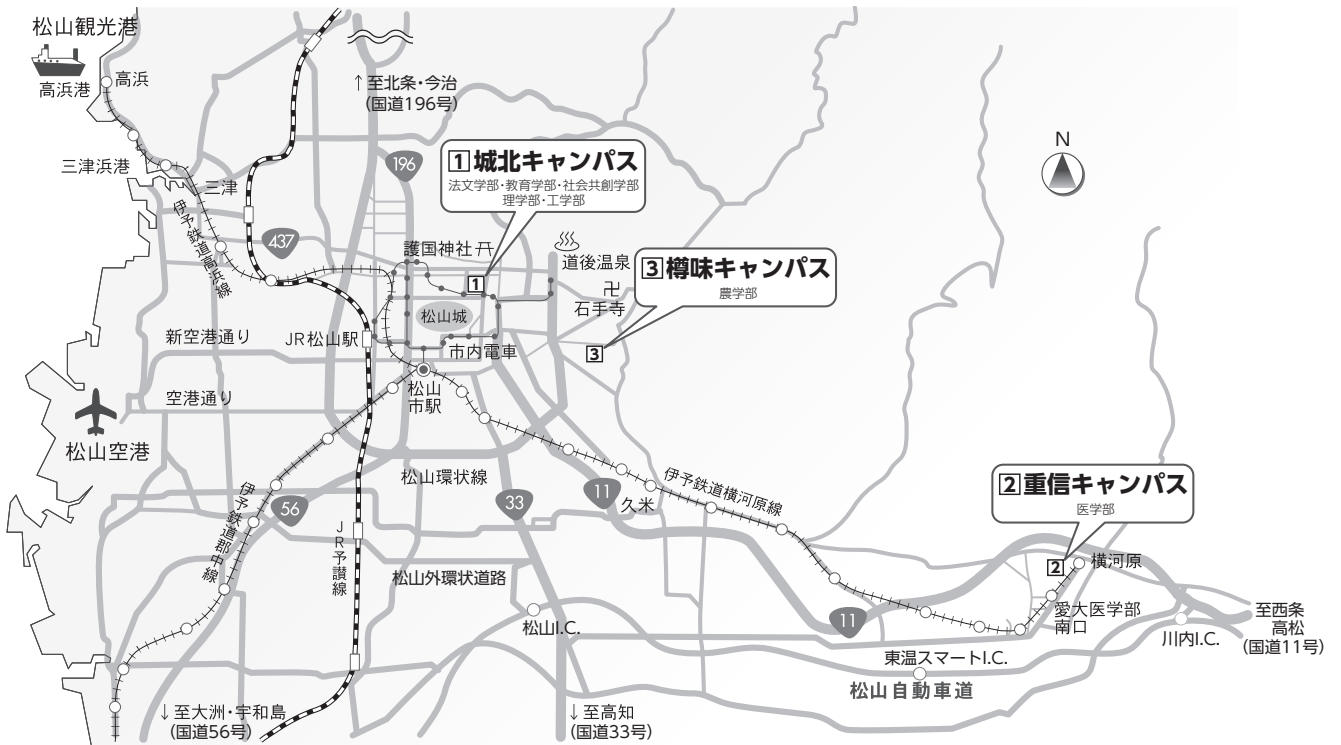 松山観光港
高浜
高浜港
↑至北条・今治
(国道196号)
三津浜港
三津
伊予鉄道高浜線
196
437
1 城北キャンパス
法文学部・教育学部・社会共創学部
理学部・工学部
N
護国神社
1
道後温泉
石手寺
3 樽味キャンパス
農学部
3
松山城
新空港通り
JR松山駅
市内電車
空港通り
松山
市駅
松山空港
松山環状線
伊予鉄道郡中線
56
JR予讃線
33
11
久米
伊予鉄道横河原線
2 重信キャンパス
医学部
2
横河原
愛大医学部
南口
松山外環状道路
松山I.C.
11
至西条
高松
(国道11号)
川内I.C.
東温スマートI.C.
松山自動車道
↓至大洲・宇和島
(国道56号)
↓至高知
(国道33号)